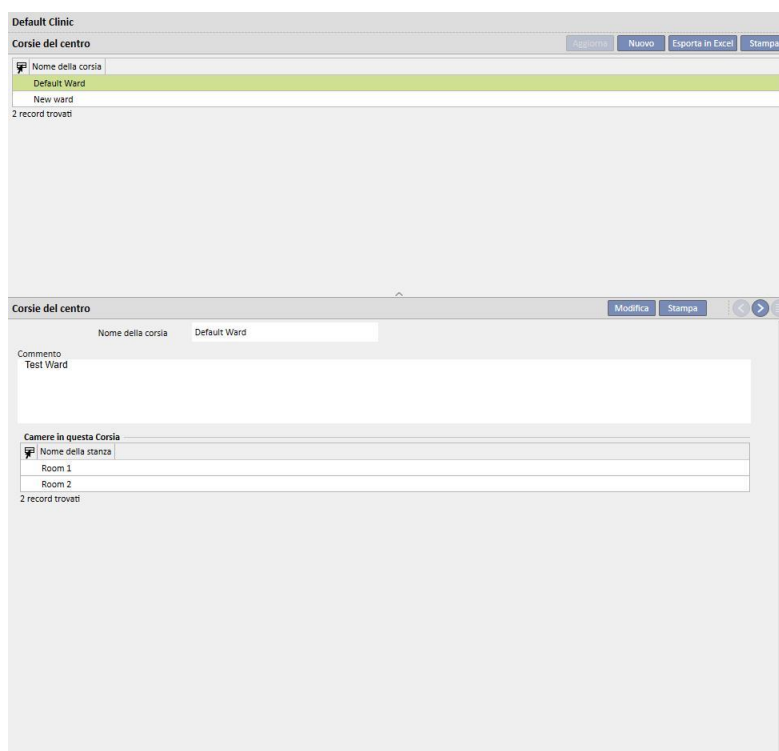 Default Clinic
Corsie del centro Aggiorna Nuovo Esporta in Excel Stampa
Nome della corsia
Default Ward
New ward
2 record trovati
Corsie del centro Modifica Stampa
Nome della corsia Default Ward
Commento
Test Ward
Camere in questa Corsia
Nome della stanza
Room 1
Room 2
2 record trovati